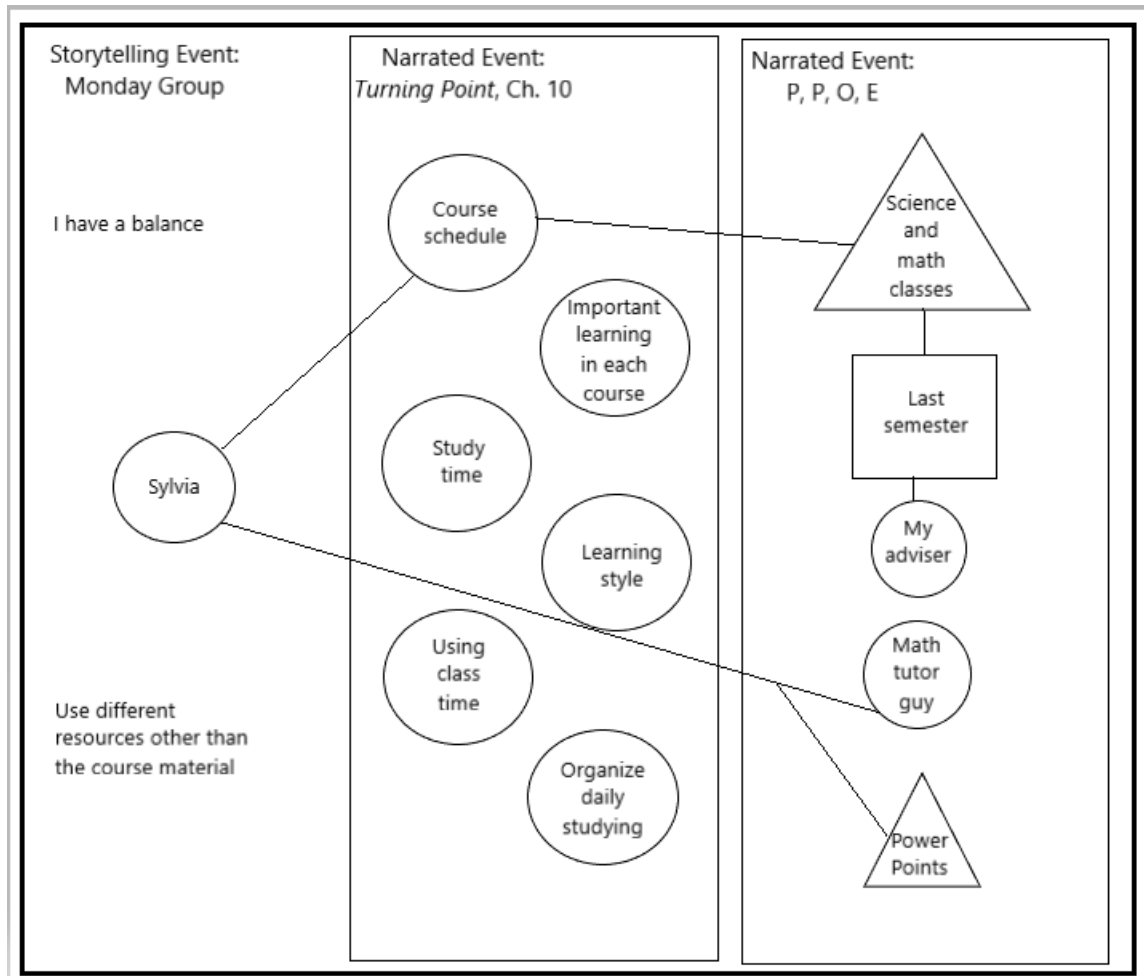 Storytelling Event:
Monday Group
I have a balance
Sylvia
Use different
resources other than
the course material
Narrated Event:
Turning Point, Ch. 10
Course
schedule
Important
learning
in each
course
Study
time
Learning
style
Using
class
time
Organize
daily
studying
Narrated Event:
P, P, O, E
Science
and
math
classes
Last
semester
My
adviser
Math
tutor
guy
Power
Points